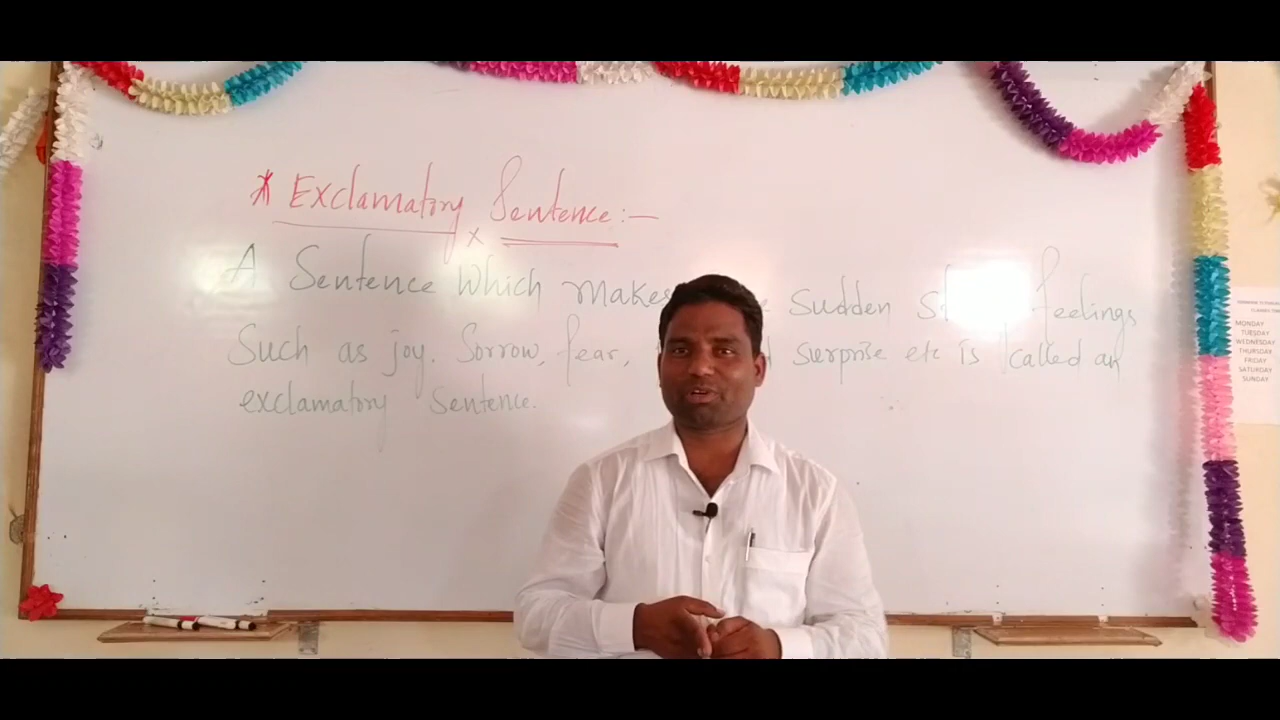 * Exclamatory Sentence:-
x
A Sentence Which makes sudden feelings
Such as joy. Sorrow, fear, surprise etc is called an
exclamatory sentence.
MONDAY
TUESDAY
WEDNESDAY
THURSDAY
FRIDAY
SATURDAY
SUNDAY